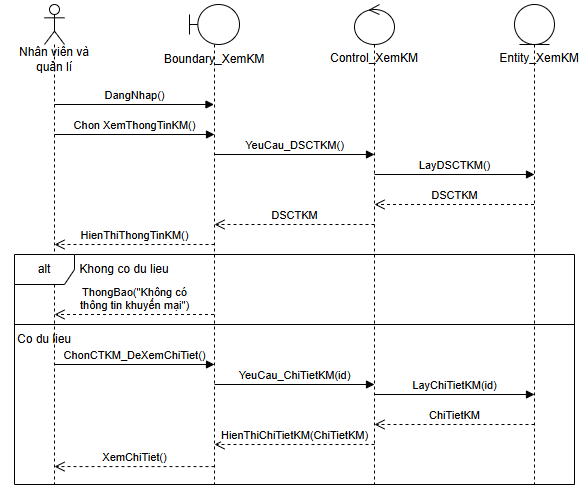 Nhân viên và
quản lí
Boundary_XemKM
Control_XemKM
Entity_XemKM
DangNhap()
Chon XemThongTinKM()
YeuCau_DSCTKM()
LayDSCTKM()
DSCTKM
DSCTKM
HienThiThongTinKM()
alt
Khong co du lieu
ThongBao("Không có
thông tin khuyến mại")
Co du lieu
ChonCTKM_DeXemChiTiet()
YeuCau_ChiTietKM(id)
LayChiTietKM(id)
ChiTietKM
HienThiChiTietKM(ChiTietKM)
XemChiTiet()